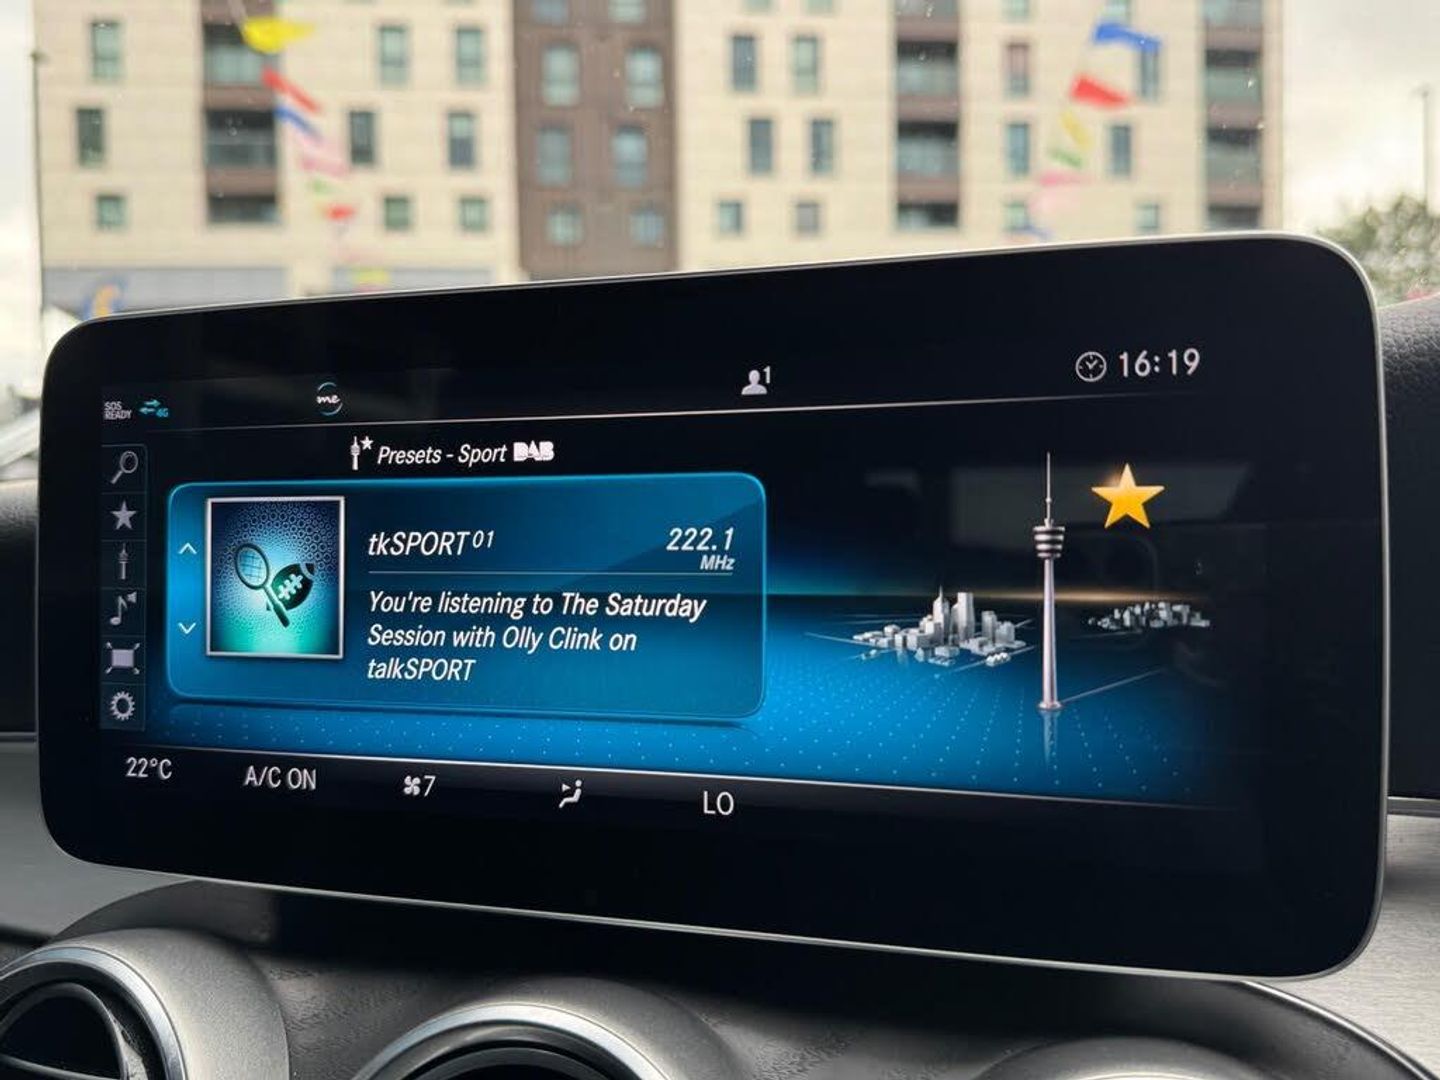 SOS
READY
4G
me
1
16:19
Presets - Sport DAB
tkSPORT 01
222.1
MHz
You're listening to The Saturday
Session with Olly Clink on
talkSPORT
22°C
A/C ON
7
LO